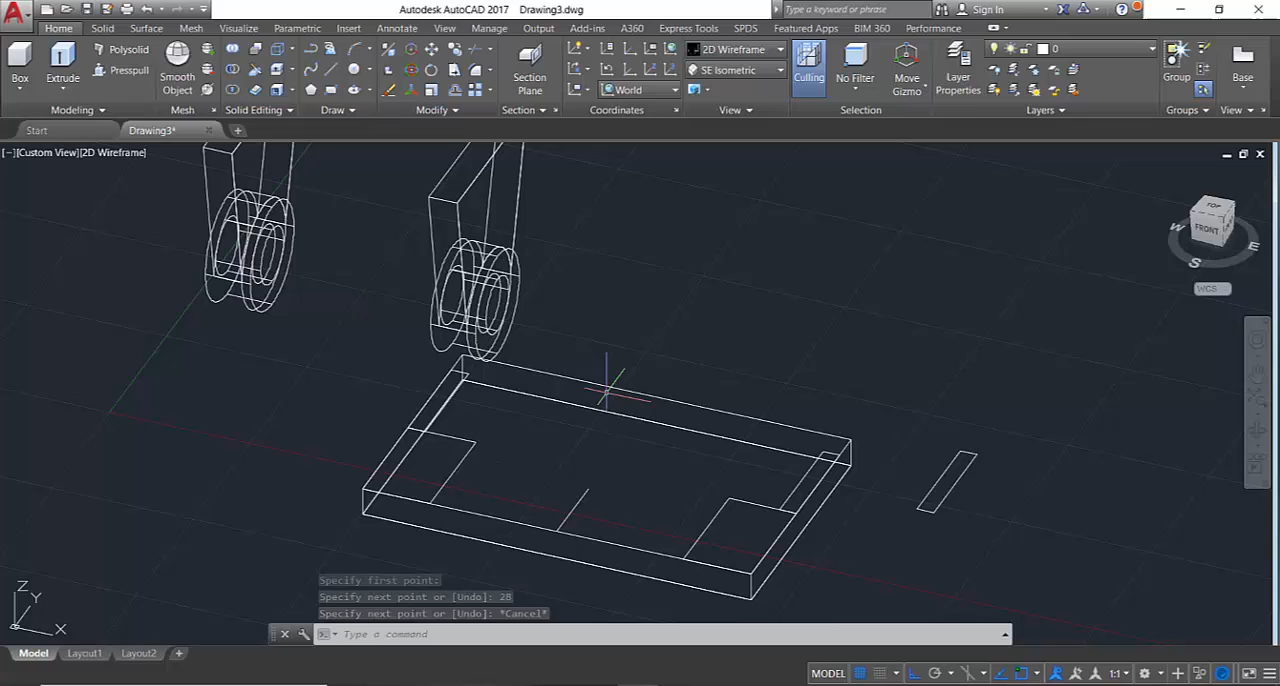 Autodesk AutoCAD 2017 Drawing3.dwg
Type a keyword or phrase
Sign In
Home Solid Surface Mesh Visualize Parametric Insert Annotate View Manage Output Add-ins A360 Express Tools SPDS Featured Apps BIM 360 Performance
Box
Extrude
Polysolid
Presspull
Smooth
Object
Section
Plane
2D Wireframe
SE Isometric
World
Culling
No Filter
Move
Gizmo
Layer
Properties
0
Group
Base
Modeling Mesh Solid Editing Draw Modify Section Coordinates View Selection Layers Groups View
Start Drawing3*
[−][Custom View][2D Wireframe]
TOP
FRONT
W
E
S
WCS
Z
Y
X
Specify first point:
Specify next point or [Undo]: 28
Specify next point or [Undo]: *Cancel*
Type a command
Model Layout1 Layout2
MODEL
1:1